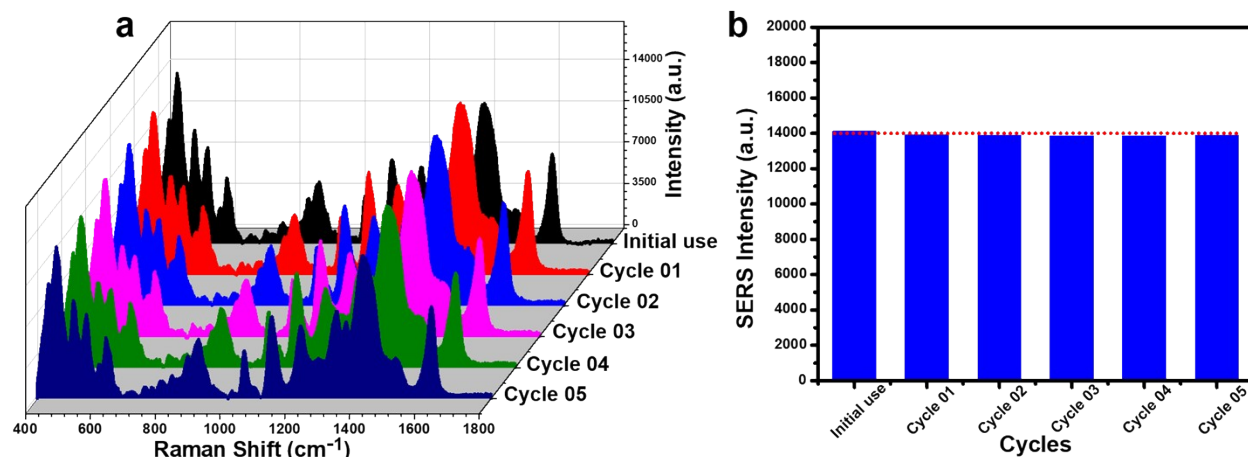 a
14000
10500
7000
3500
0
Intensity (a.u.)
Initial use
Cycle 01
Cycle 02
Cycle 03
Cycle 04
Cycle 05
400 600 800 1000 1200 1400 1600 1800
Raman Shift (cm⁻¹)
b
20000
18000
16000
14000
12000
10000
8000
6000
4000
2000
0
SERS Intensity (a.u.)
Initial use Cycle 01 Cycle 02 Cycle 03 Cycle 04 Cycle 05
Cycles